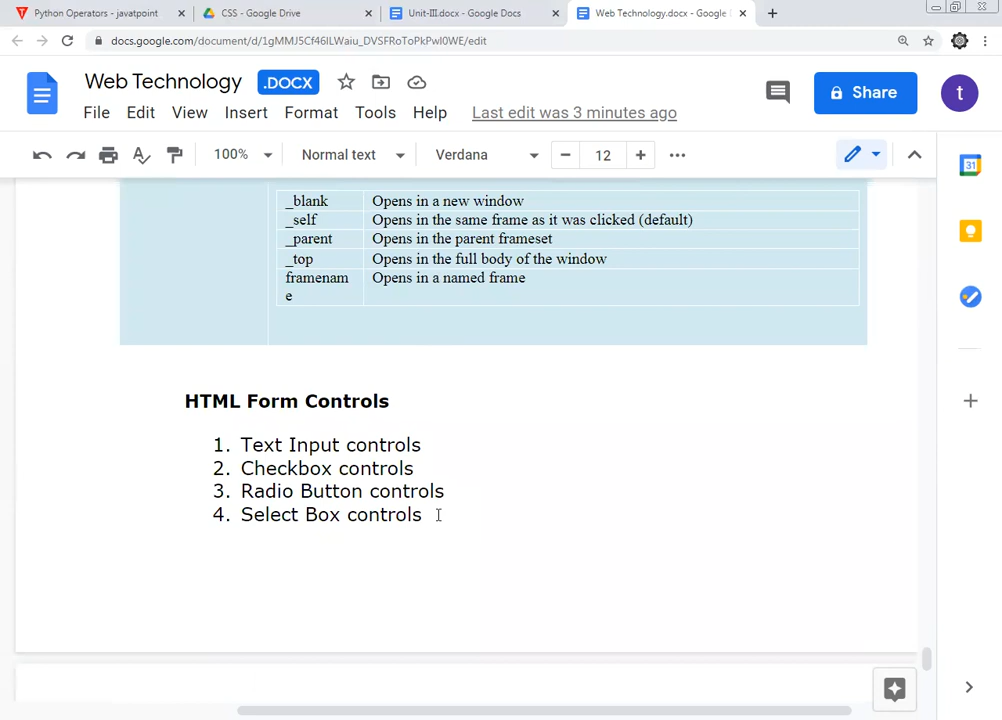 Python Operators - javatpoint
CSS - Google Drive
Unit-III.docx - Google Docs
Web Technology.docx - Google
docs.google.com/document/d/1gMMJ5Cf46ILWaiu_DVSFRoToPkPwI0WE/edit
Web Technology .DOCX
File Edit View Insert Format Tools Help Last edit was 3 minutes ago
Share
t
100% Normal text Verdana 12
31
_blank Opens in a new window
_self Opens in the same frame as it was clicked (default)
_parent Opens in the parent frameset
_top Opens in the full body of the window
framenam Opens in a named frame
e
HTML Form Controls
1. Text Input controls
2. Checkbox controls
3. Radio Button controls
4. Select Box controls